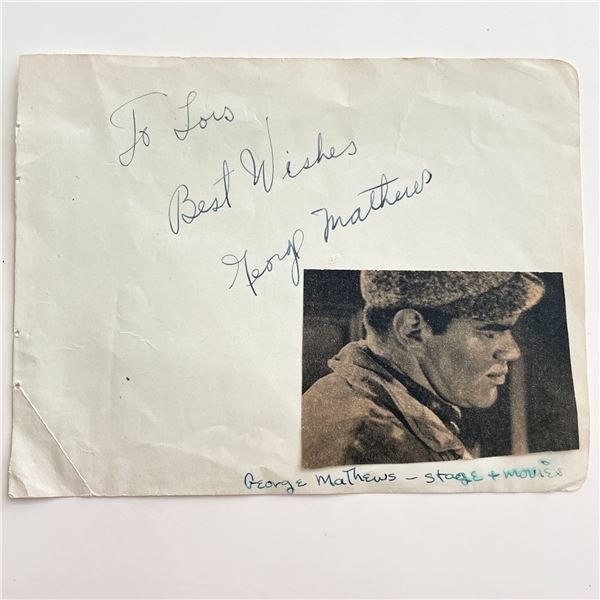 To Lois
Best Wishes
George Mathews
George Mathews - stage + movies